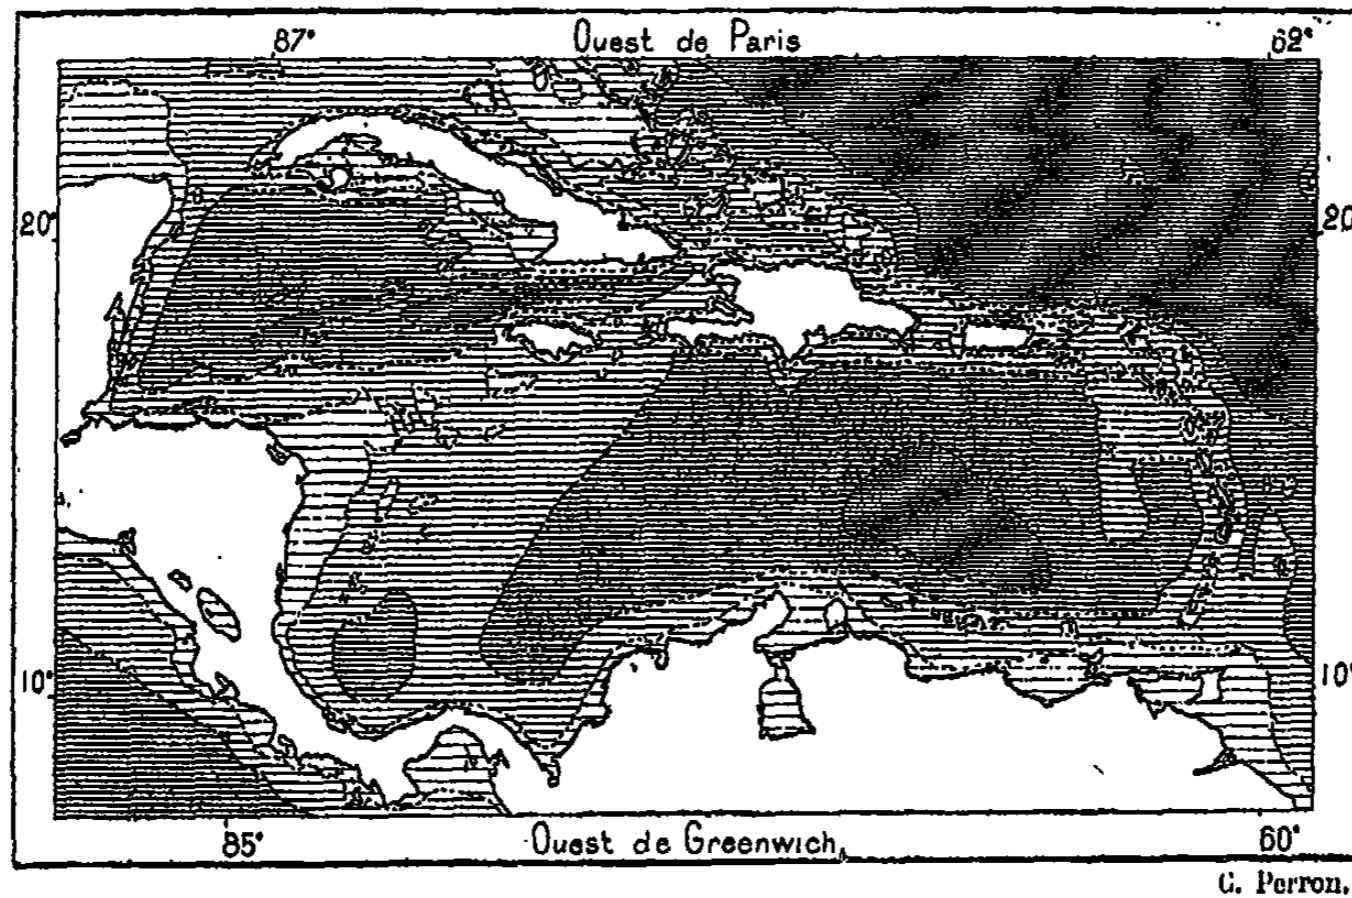 87° Ouest de Paris 62°
20° 20
10° 10°
85° Ouest de Greenwich 60°
C. Perron.